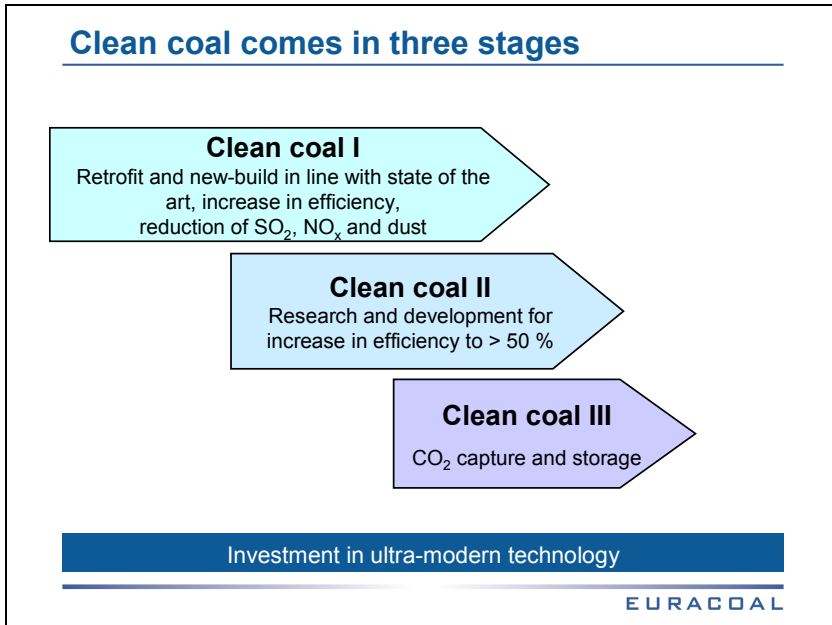 Clean coal comes in three stages
Clean coal I
Retrofit and new-build in line with state of the
art, increase in efficiency,
reduction of SO₂, NOₓ and dust
Clean coal II
Research and development for
increase in efficiency to > 50 %
Clean coal III
CO₂ capture and storage
Investment in ultra-modern technology
EURACOAL